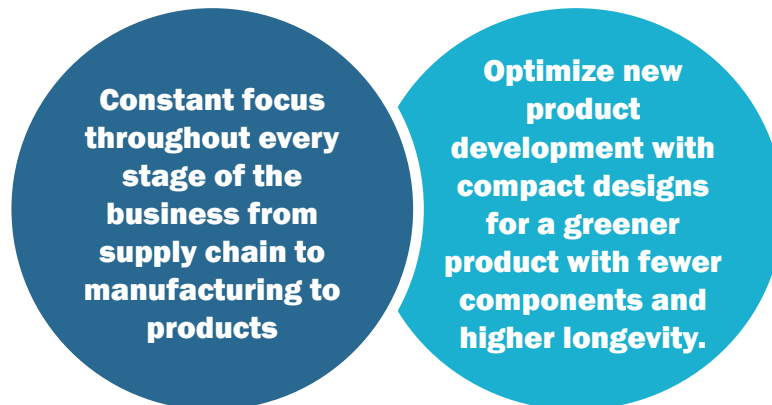 Constant focus
throughout every
stage of the
business from
supply chain to
manufacturing to
products
Optimize new
product
development with
compact designs
for a greener
product with fewer
components and
higher longevity.